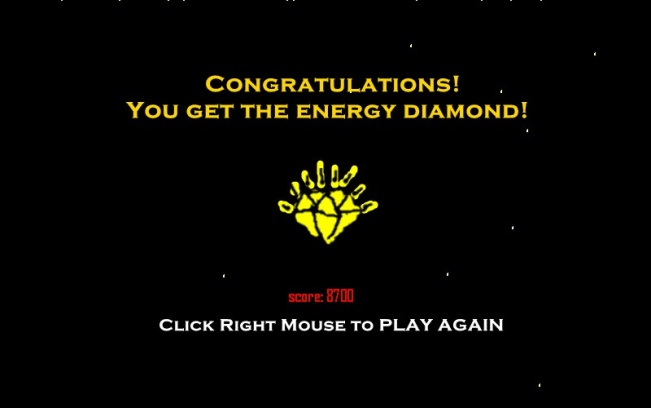 Congratulations!
You get the energy diamond!
score: 8700
Click Right Mouse to PLAY AGAIN